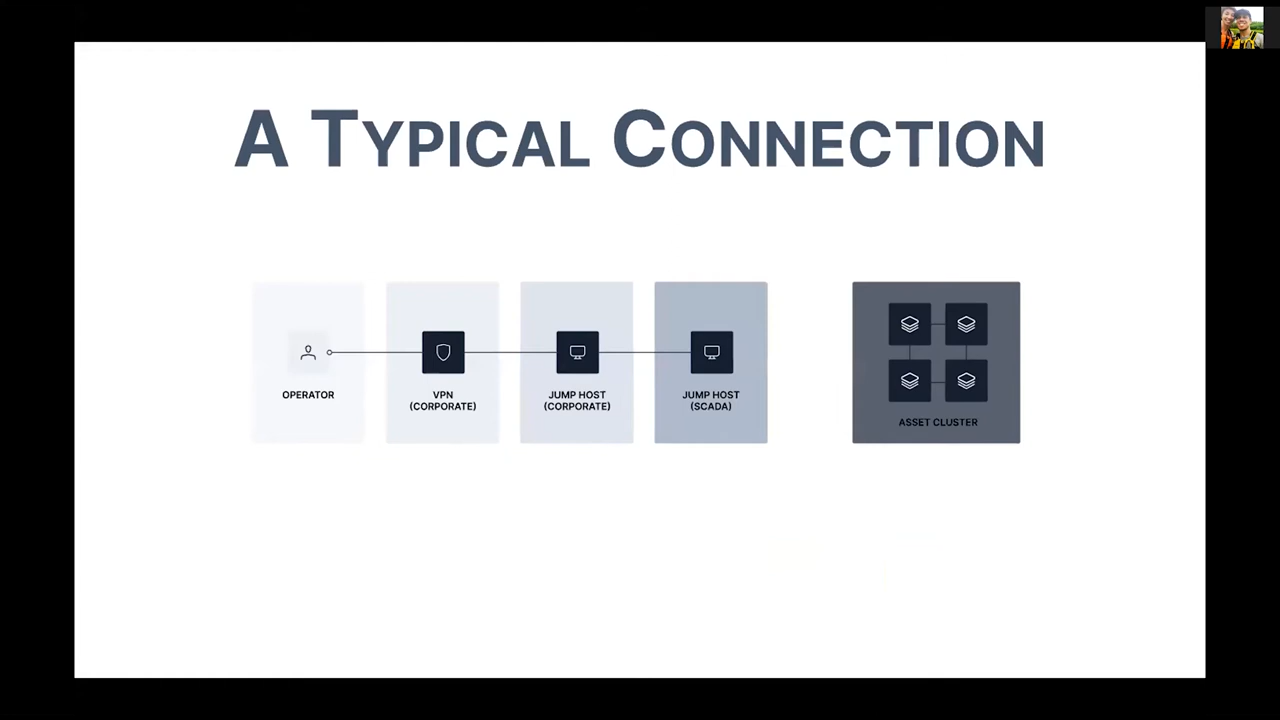 A TYPICAL CONNECTION
OPERATOR
VPN
(CORPORATE)
JUMP HOST
(CORPORATE)
JUMP HOST
(SCADA)
ASSET CLUSTER